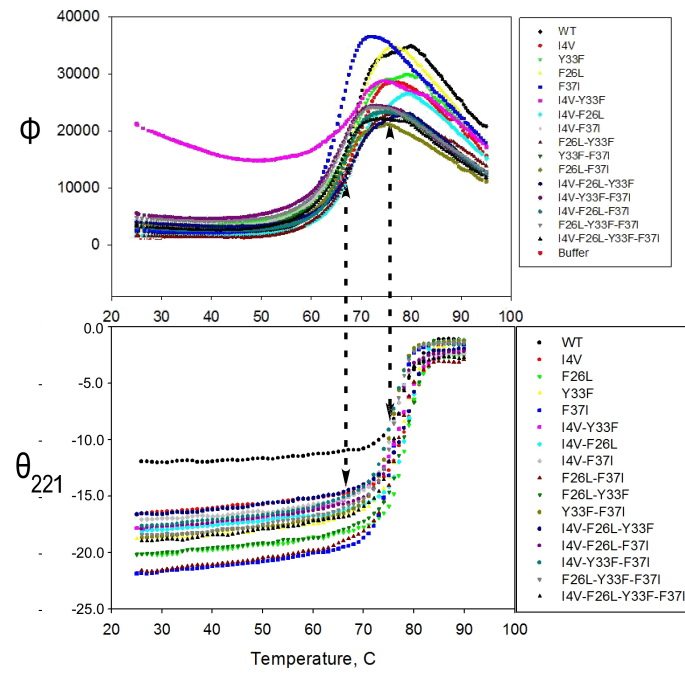 40000
30000
Φ
20000
10000
0
20 30 40 50 60 70 80 90 100
WT
I4V
Y33F
F26L
F37I
I4V-Y33F
I4V-F26L
I4V-F37I
F26L-Y33F
Y33F-F37I
F26L-F37I
I4V-F26L-Y33F
I4V-Y33F-F37I
I4V-F26L-F37I
F26L-Y33F-F37I
I4V-F26L-Y33F-F37I
Buffer
0.0
-5.0
-10.0
θ221
-15.0
-20.0
-25.0
20 30 40 50 60 70 80 90 100
Temperature, C
WT
I4V
F26L
Y33F
F37I
I4V-Y33F
I4V-F26L
I4V-F37I
F26L-F37I
F26L-Y33F
Y33F-F37I
I4V-F26L-Y33F
I4V-F26L-F37I
I4V-Y33F-F37I
F26L-Y33F-F37I
I4V-F26L-Y33F-F37I